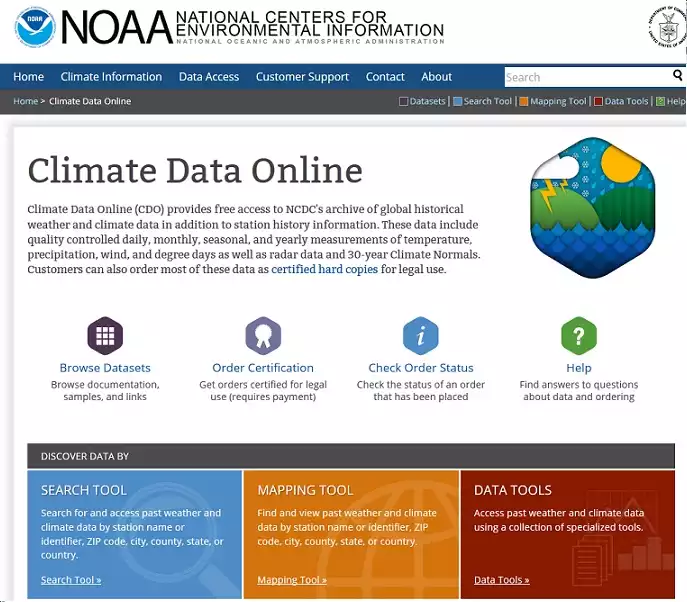 NOAA
NATIONAL CENTERS FOR
ENVIRONMENTAL INFORMATION
NATIONAL OCEANIC AND ATMOSPHERIC ADMINISTRATION
Home Climate Information Data Access Customer Support Contact About Search
Home > Climate Data Online Datasets | Search Tool | Mapping Tool | Data Tools | Help
Climate Data Online
Climate Data Online (CDO) provides free access to NCDC's archive of global historical
weather and climate data in addition to station history information. These data include
quality controlled daily, monthly, seasonal, and yearly measurements of temperature,
precipitation, wind, and degree days as well as radar data and 30-year Climate Normals.
Customers can also order most of these data as certified hard copies for legal use.
Browse Datasets
Browse documentation,
samples, and links
Order Certification
Get orders certified for legal
use (requires payment)
Check Order Status
Check the status of an order
that has been placed
Help
Find answers to questions
about data and ordering
DISCOVER DATA BY
SEARCH TOOL
Search for and access past weather and
climate data by station name or
identifier, ZIP code, city, county, state, or
country.
Search Tool »
MAPPING TOOL
Find and view past weather and climate
data by station name or identifier, ZIP
code, city, county, state, or country.
Mapping Tool »
DATA TOOLS
Access past weather and climate data
using a collection of specialized tools.
Data Tools »